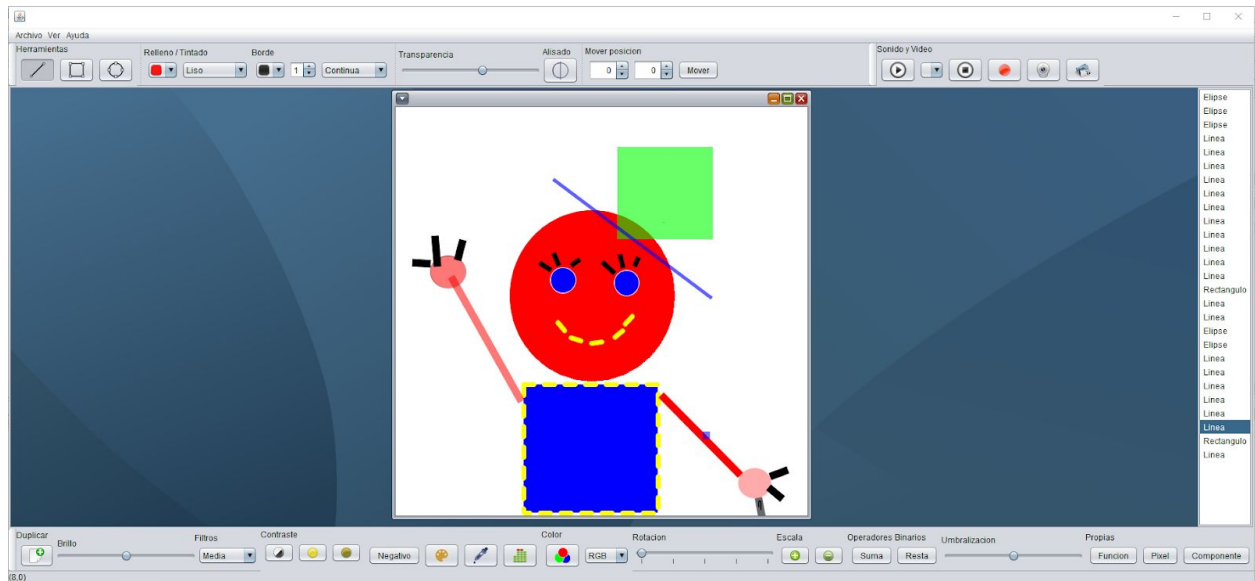 Archivo Ver Ayuda
Herramientas Relleno / Tintado Borde Transparencia Alisado Mover posicion Sonido y Video
Liso 1 Continua 0 0 Mover
Elipse
Elipse
Elipse
Linea
Linea
Linea
Linea
Linea
Linea
Linea
Linea
Linea
Linea
Linea
Rectangulo
Linea
Linea
Elipse
Elipse
Linea
Linea
Linea
Linea
Linea
Linea
Rectangulo
Linea
Duplicar Brillo Filtros Contraste Color Rotacion Escala Operadores Binarios Umbralizacion Propias
Media Negativo RGB Suma Resta Funcion Pixel Componente
(8,0)